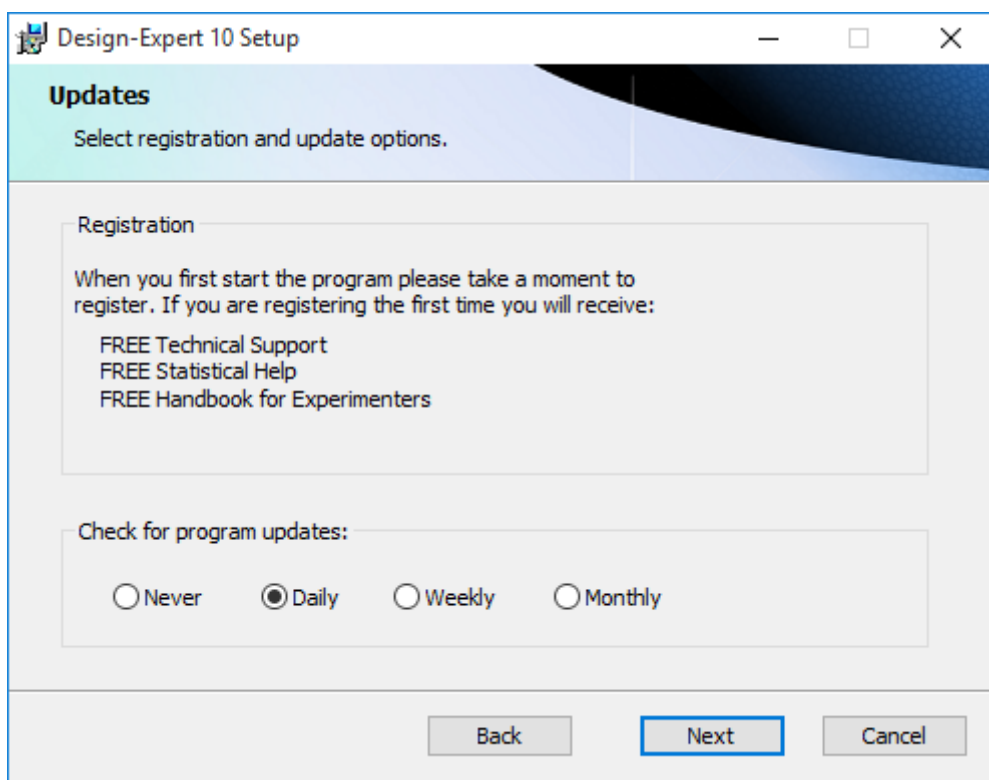 Design-Expert 10 Setup
Updates
Select registration and update options.
Registration
When you first start the program please take a moment to
register. If you are registering the first time you will receive:
FREE Technical Support
FREE Statistical Help
FREE Handbook for Experimenters
Check for program updates:
Never Daily Weekly Monthly
Back Next Cancel